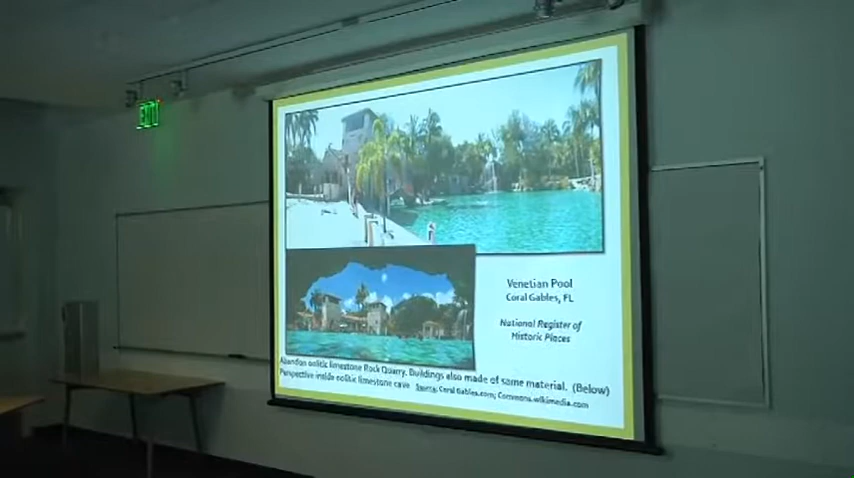 EXIT
Venetian Pool
Coral Gables, FL
National Register of
Historic Places
Abandon oolitic limestone Rock Quarry. Buildings also made of same material. (Below)
Perspective inside oolitic limestone cave Source: Coral Gables.com; Commons.wikimedia.com/